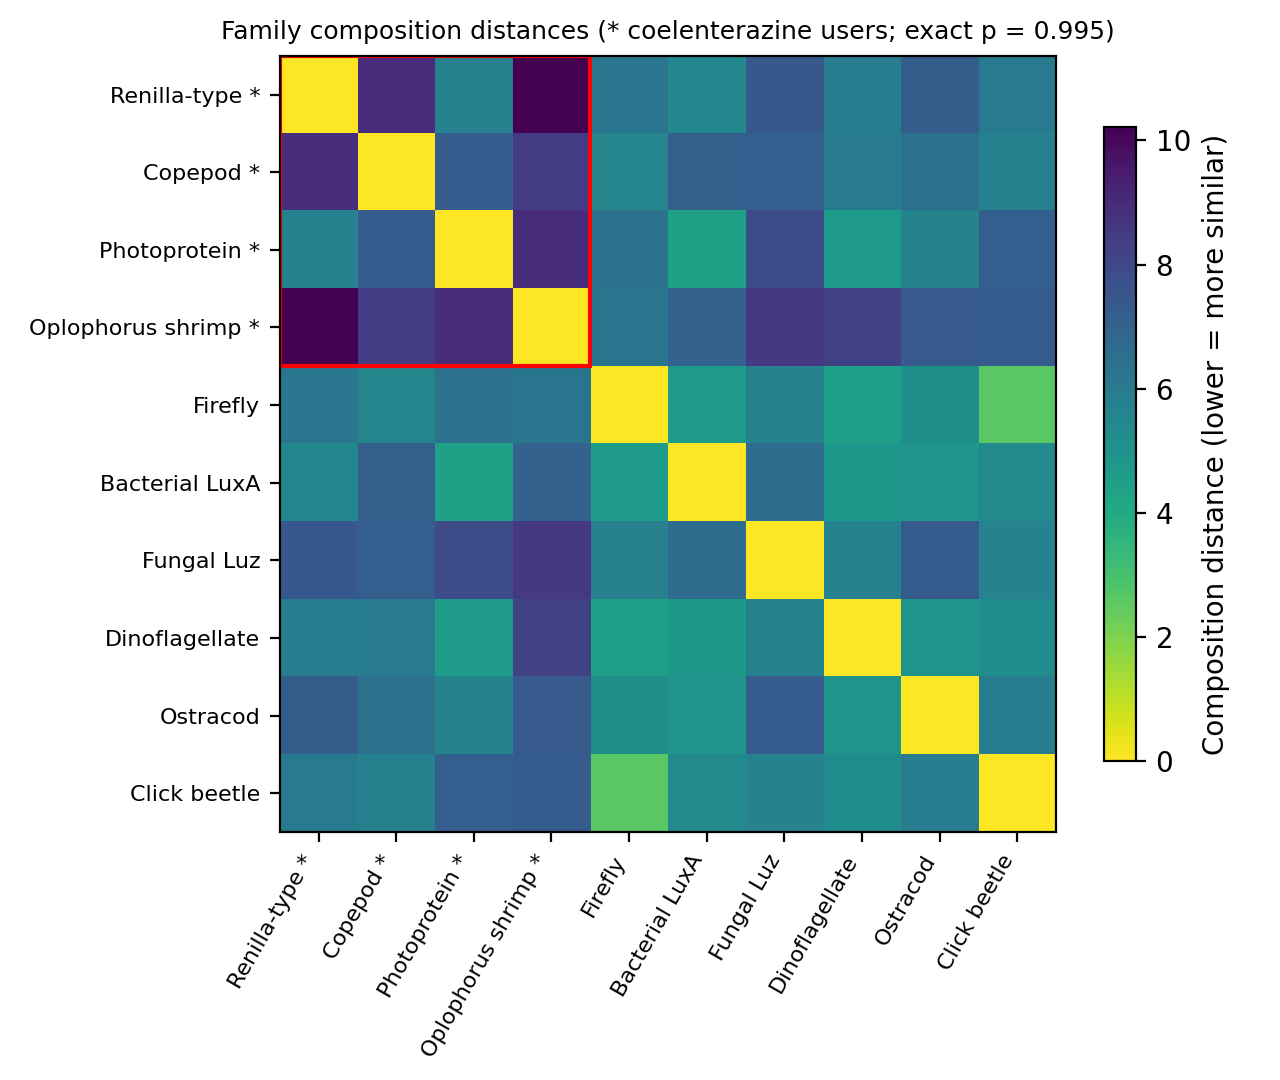 Family composition distances (* coelenterazine users; exact p = 0.995)
Renilla-type *
Copepod *
Photoprotein *
Oplophorus shrimp *
Firefly
Bacterial LuxA
Fungal Luz
Dinoflagellate
Ostracod
Click beetle
Renilla-type *
Copepod *
Photoprotein *
Oplophorus shrimp *
Firefly
Bacterial LuxA
Fungal Luz
Dinoflagellate
Ostracod
Click beetle
10
8
6
4
2
0
Composition distance (lower = more similar)